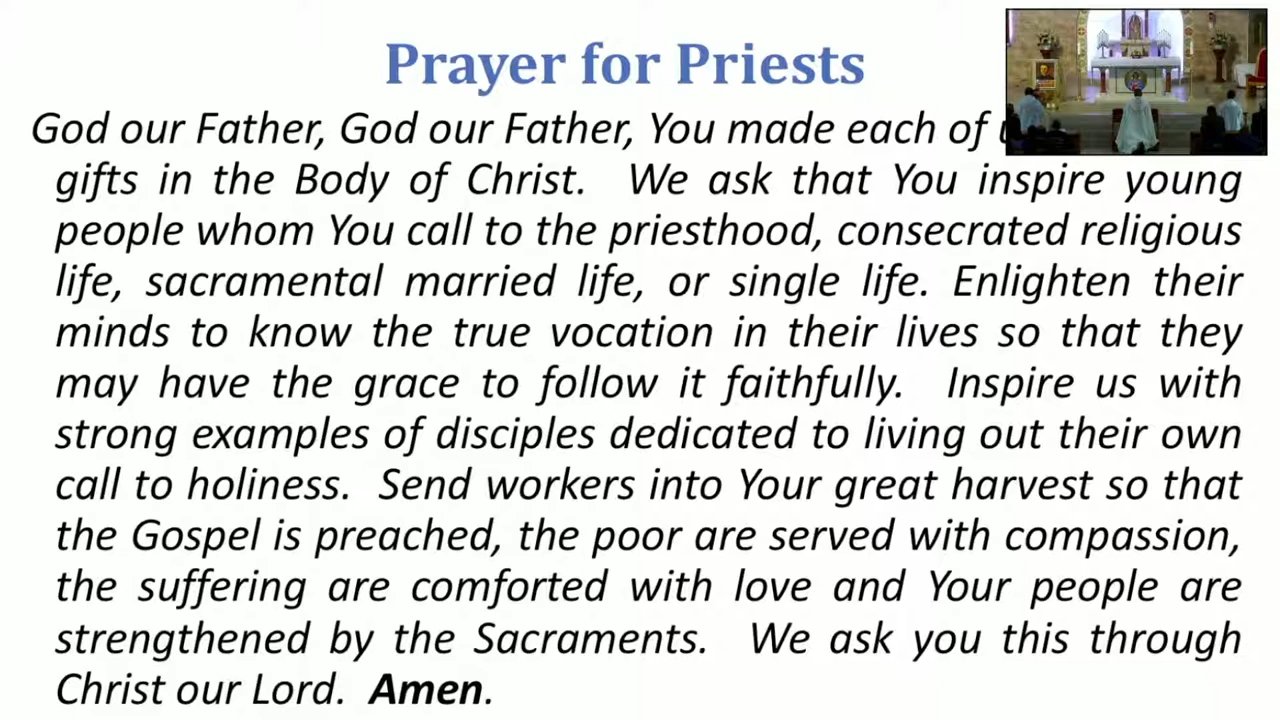 Prayer for Priests
God our Father, God our Father, You made each of
gifts in the Body of Christ. We ask that You inspire young
people whom You call to the priesthood, consecrated religious
life, sacramental married life, or single life. Enlighten their
minds to know the true vocation in their lives so that they
may have the grace to follow it faithfully. Inspire us with
strong examples of disciples dedicated to living out their own
call to holiness. Send workers into Your great harvest so that
the Gospel is preached, the poor are served with compassion,
the suffering are comforted with love and Your people are
strengthened by the Sacraments. We ask you this through
Christ our Lord. Amen.